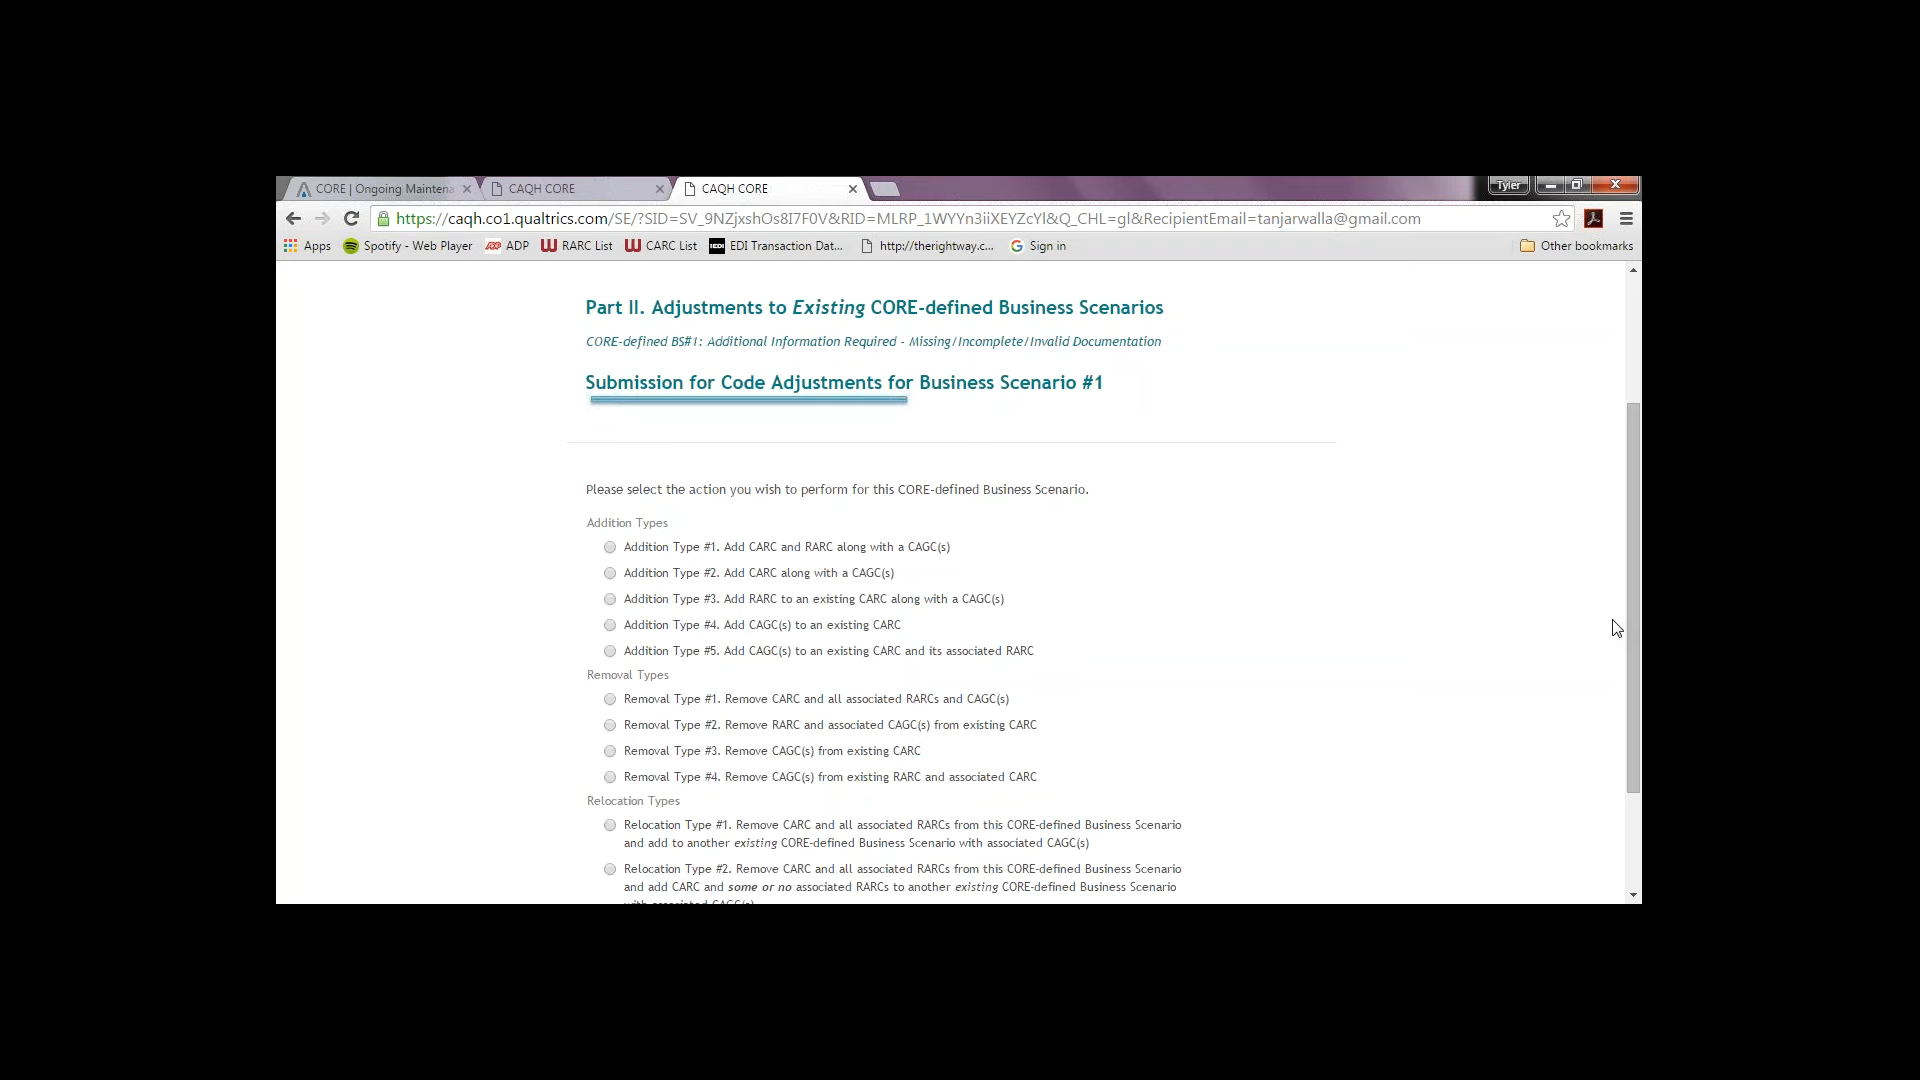 CORE | Ongoing Maintena
CAQH CORE
CAQH CORE
Tyler
https://caqh.co1.qualtrics.com/SE/?SID=SV_9NZjxshOs8I7F0V&RID=MLRP_1WYYn3iiXEYZcYl&Q_CHL=gl&RecipientEmail=tanjarwalla@gmail.com
Apps
Spotify - Web Player
ADP
RARC List
CARC List
EDI Transaction Dat...
http://therightway.c...
Sign in
Other bookmarks
Part II. Adjustments to Existing CORE-defined Business Scenarios
CORE-defined BS#1: Additional Information Required - Missing/Incomplete/Invalid Documentation
Submission for Code Adjustments for Business Scenario #1
Please select the action you wish to perform for this CORE-defined Business Scenario.
Addition Types
Addition Type #1. Add CARC and RARC along with a CAGC(s)
Addition Type #2. Add CARC along with a CAGC(s)
Addition Type #3. Add RARC to an existing CARC along with a CAGC(s)
Addition Type #4. Add CAGC(s) to an existing CARC
Addition Type #5. Add CAGC(s) to an existing CARC and its associated RARC
Removal Types
Removal Type #1. Remove CARC and all associated RARCs and CAGC(s)
Removal Type #2. Remove RARC and associated CAGC(s) from existing CARC
Removal Type #3. Remove CAGC(s) from existing CARC
Removal Type #4. Remove CAGC(s) from existing RARC and associated CARC
Relocation Types
Relocation Type #1. Remove CARC and all associated RARCs from this CORE-defined Business Scenario
and add to another existing CORE-defined Business Scenario with associated CAGC(s)
Relocation Type #2. Remove CARC and all associated RARCs from this CORE-defined Business Scenario
and add CARC and some or no associated RARCs to another existing CORE-defined Business Scenario
with associated CAGC(s)